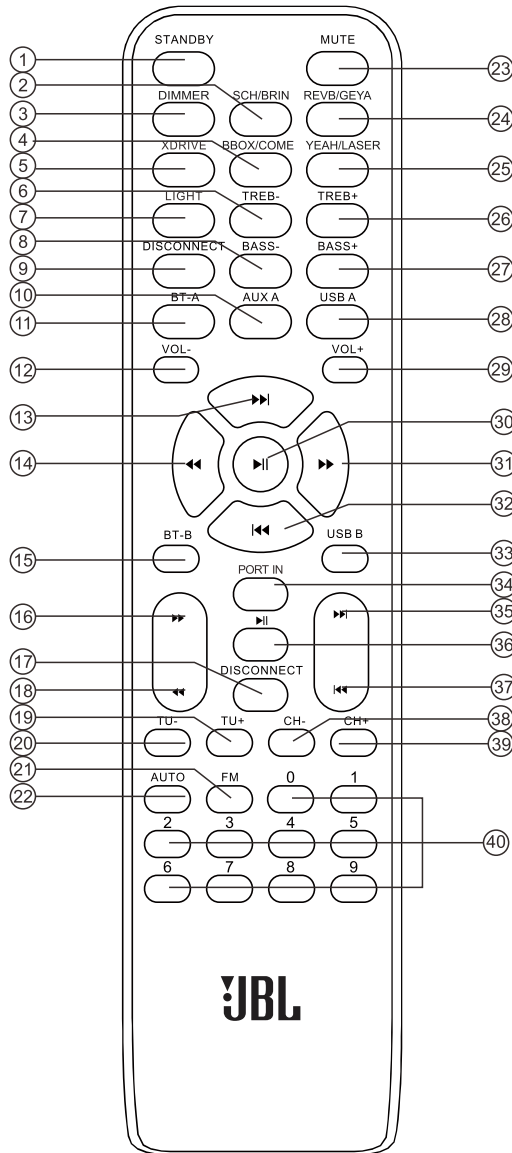 STANDBY MUTE
1 23
2
DIMMER SCH/BRIN REVB/GEYA
3 24
4
XDRIVE BBOX/COME YEAH/LASER
5 25
6
LIGHT TREB- TREB+
7 26
8
DISCONNECT BASS- BASS+
9 27
10
BT-A AUX A USB A
11 28
VOL- VOL+
12 29
13
30
14 31
32
BT-B USB B
15 33
PORT IN
34
16 35
36
17
DISCONNECT
18 37
19 38
TU- TU+ CH- CH+
20 39
21
AUTO FM 0 1
22
2 3 4 5
40
6 7 8 9
JBL